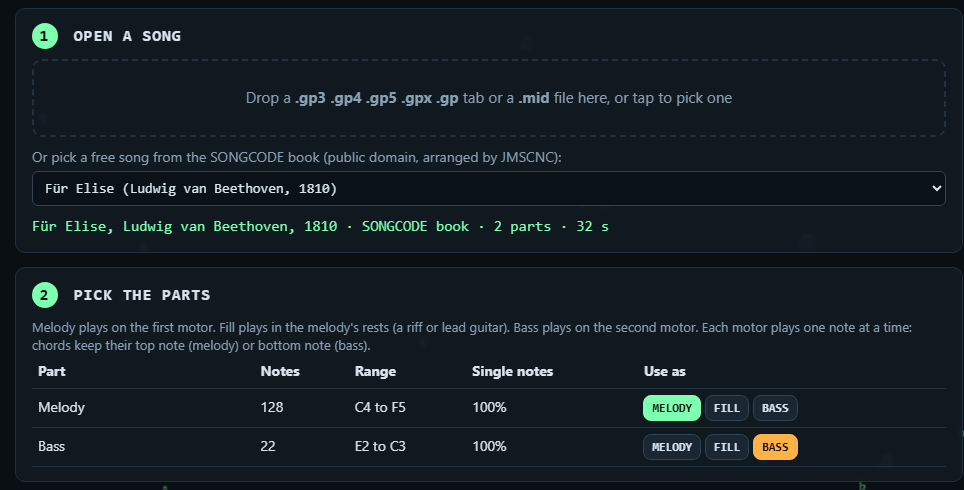 1 OPEN A SONG
Drop a .gp3 .gp4 .gp5 .gpx .gp tab or a .mid file here, or tap to pick one
Or pick a free song from the SONGCODE book (public domain, arranged by JMSCNC):
Für Elise (Ludwig van Beethoven, 1810)
Für Elise, Ludwig van Beethoven, 1810 · SONGCODE book · 2 parts · 32 s
2 PICK THE PARTS
Melody plays on the first motor. Fill plays in the melody's rests (a riff or lead guitar). Bass plays on the second motor. Each motor plays one note at a time:
chords keep their top note (melody) or bottom note (bass).
Part Notes Range Single notes Use as
Melody 128 C4 to F5 100% MELODY FILL BASS
Bass 22 E2 to C3 100% MELODY FILL BASS